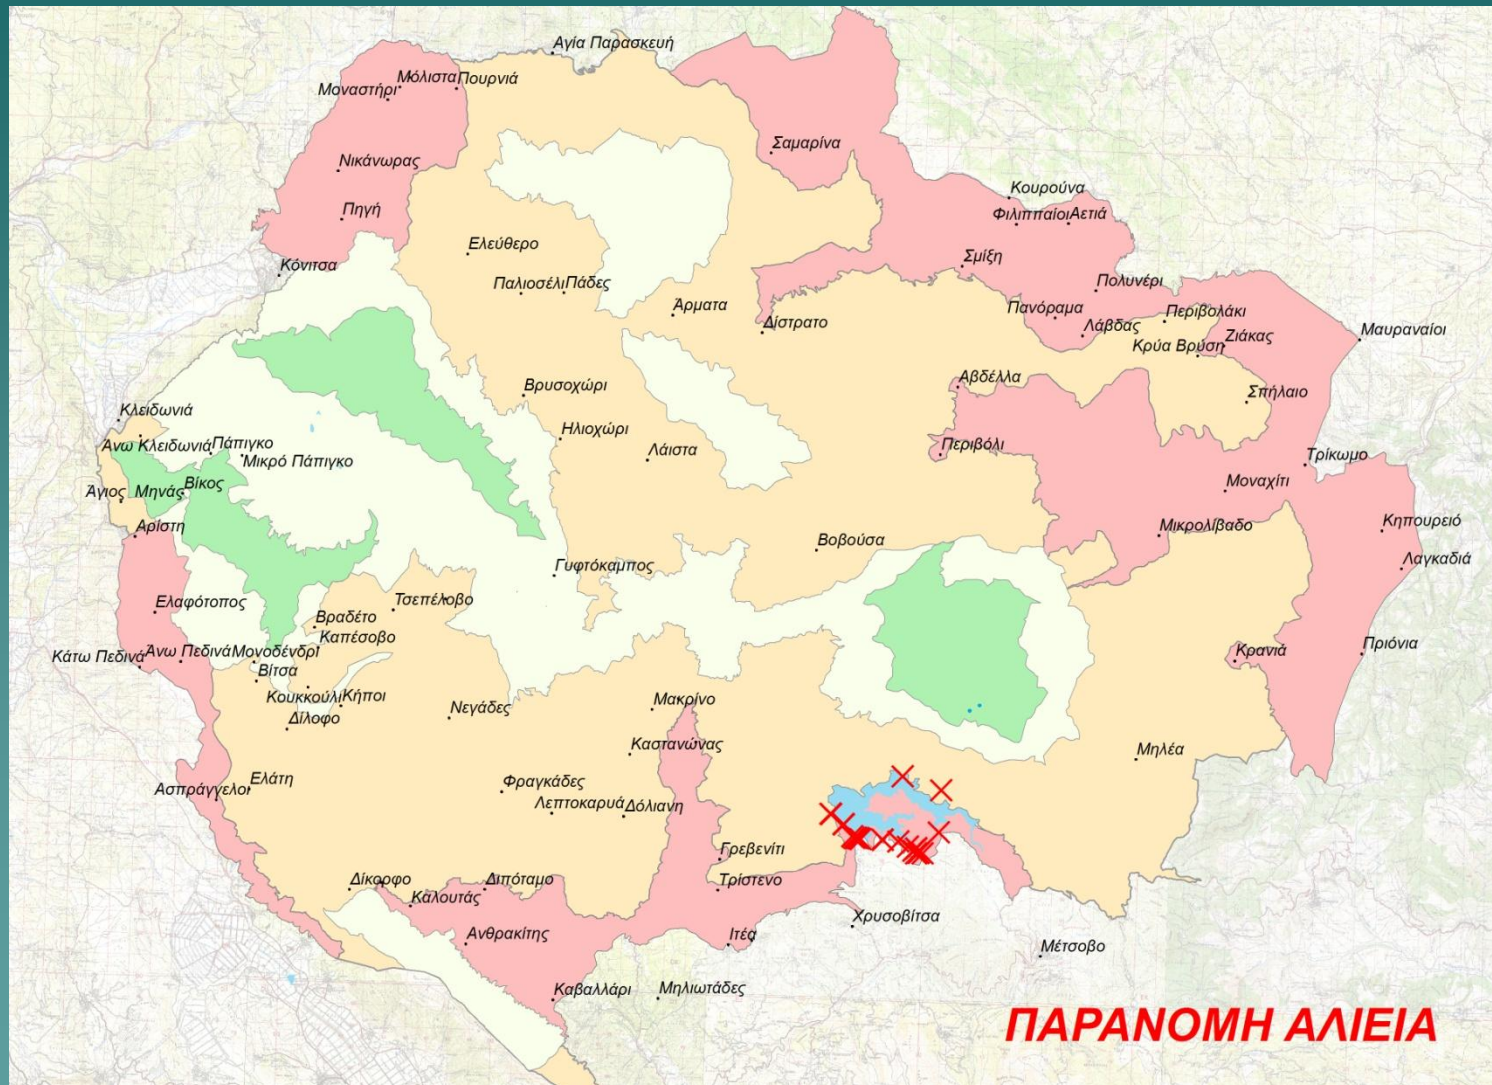 Αγία Παρασκευή
Μόλιστα
Πουρνιά
Μοναστήρι
Σαμαρίνα
Νικάνωρας
Κουρούνα
Πηγή
Φιλιππαίοι
Αετιά
Ελεύθερο
Κόνιτσα
Σμίξη
Παλιοσέλι
Πάδες
Πολυνέρι
Άρματα
Πανόραμα
Περιβολάκι
Δίστρατο
Λάβδας
Ζιάκας
Μαυραναίοι
Κρύα Βρύση
Αβδέλλα
Βρυσοχώρι
Σπήλαιο
Κλειδωνιά
Ηλιοχώρι
Άνω Κλειδωνιά
Πάπιγκο
Λάιστα
Περιβόλι
Μικρό Πάπιγκο
Τρίκωμο
Άγιος Μηνάς
Βίκος
Μοναχίτι
Αρίστη
Μικρολίβαδο
Κηπουρειό
Βοβούσα
Λαγκαδιά
Γυφτόκαμπος
Ελαφότοπος
Τσεπέλοβο
Βραδέτο
Καπέσοβο
Κάτω Πεδινά
Άνω Πεδινά
Μονοδένδρι
Κρανιά
Πριόνια
Βίτσα
Κουκκούλι
Κήποι
Μακρίνο
Νεγάδες
Δίλοφο
Καστανώνας
Μηλέα
Ασπράγγελοι
Ελάτη
Φραγκάδες
Λεπτοκαρυά
Δόλιανη
Γρεβενίτι
Δίκορφο
Διπόταμο
Τρίστενο
Καλουτάς
Χρυσοβίτσα
Ανθρακίτης
Ιτέα
Μέτσοβο
Καβαλλάρι
Μηλιωτάδες
ΠΑΡΑΝΟΜΗ ΑΛΙΕΙΑ